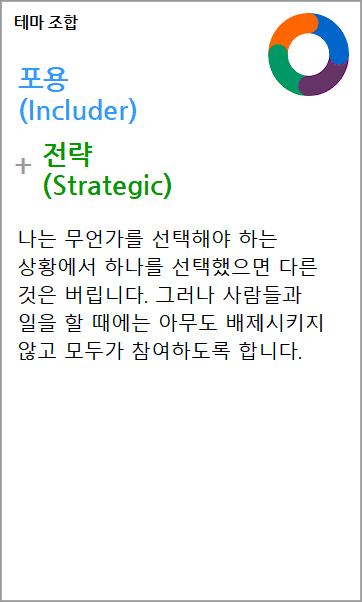 테마 조합
포용
(Includer)
+ 전략
(Strategic)
나는 무언가를 선택해야 하는
상황에서 하나를 선택했으면 다른
것은 버립니다. 그러나 사람들과
일을 할 때에는 아무도 배제시키지
않고 모두가 참여하도록 합니다.